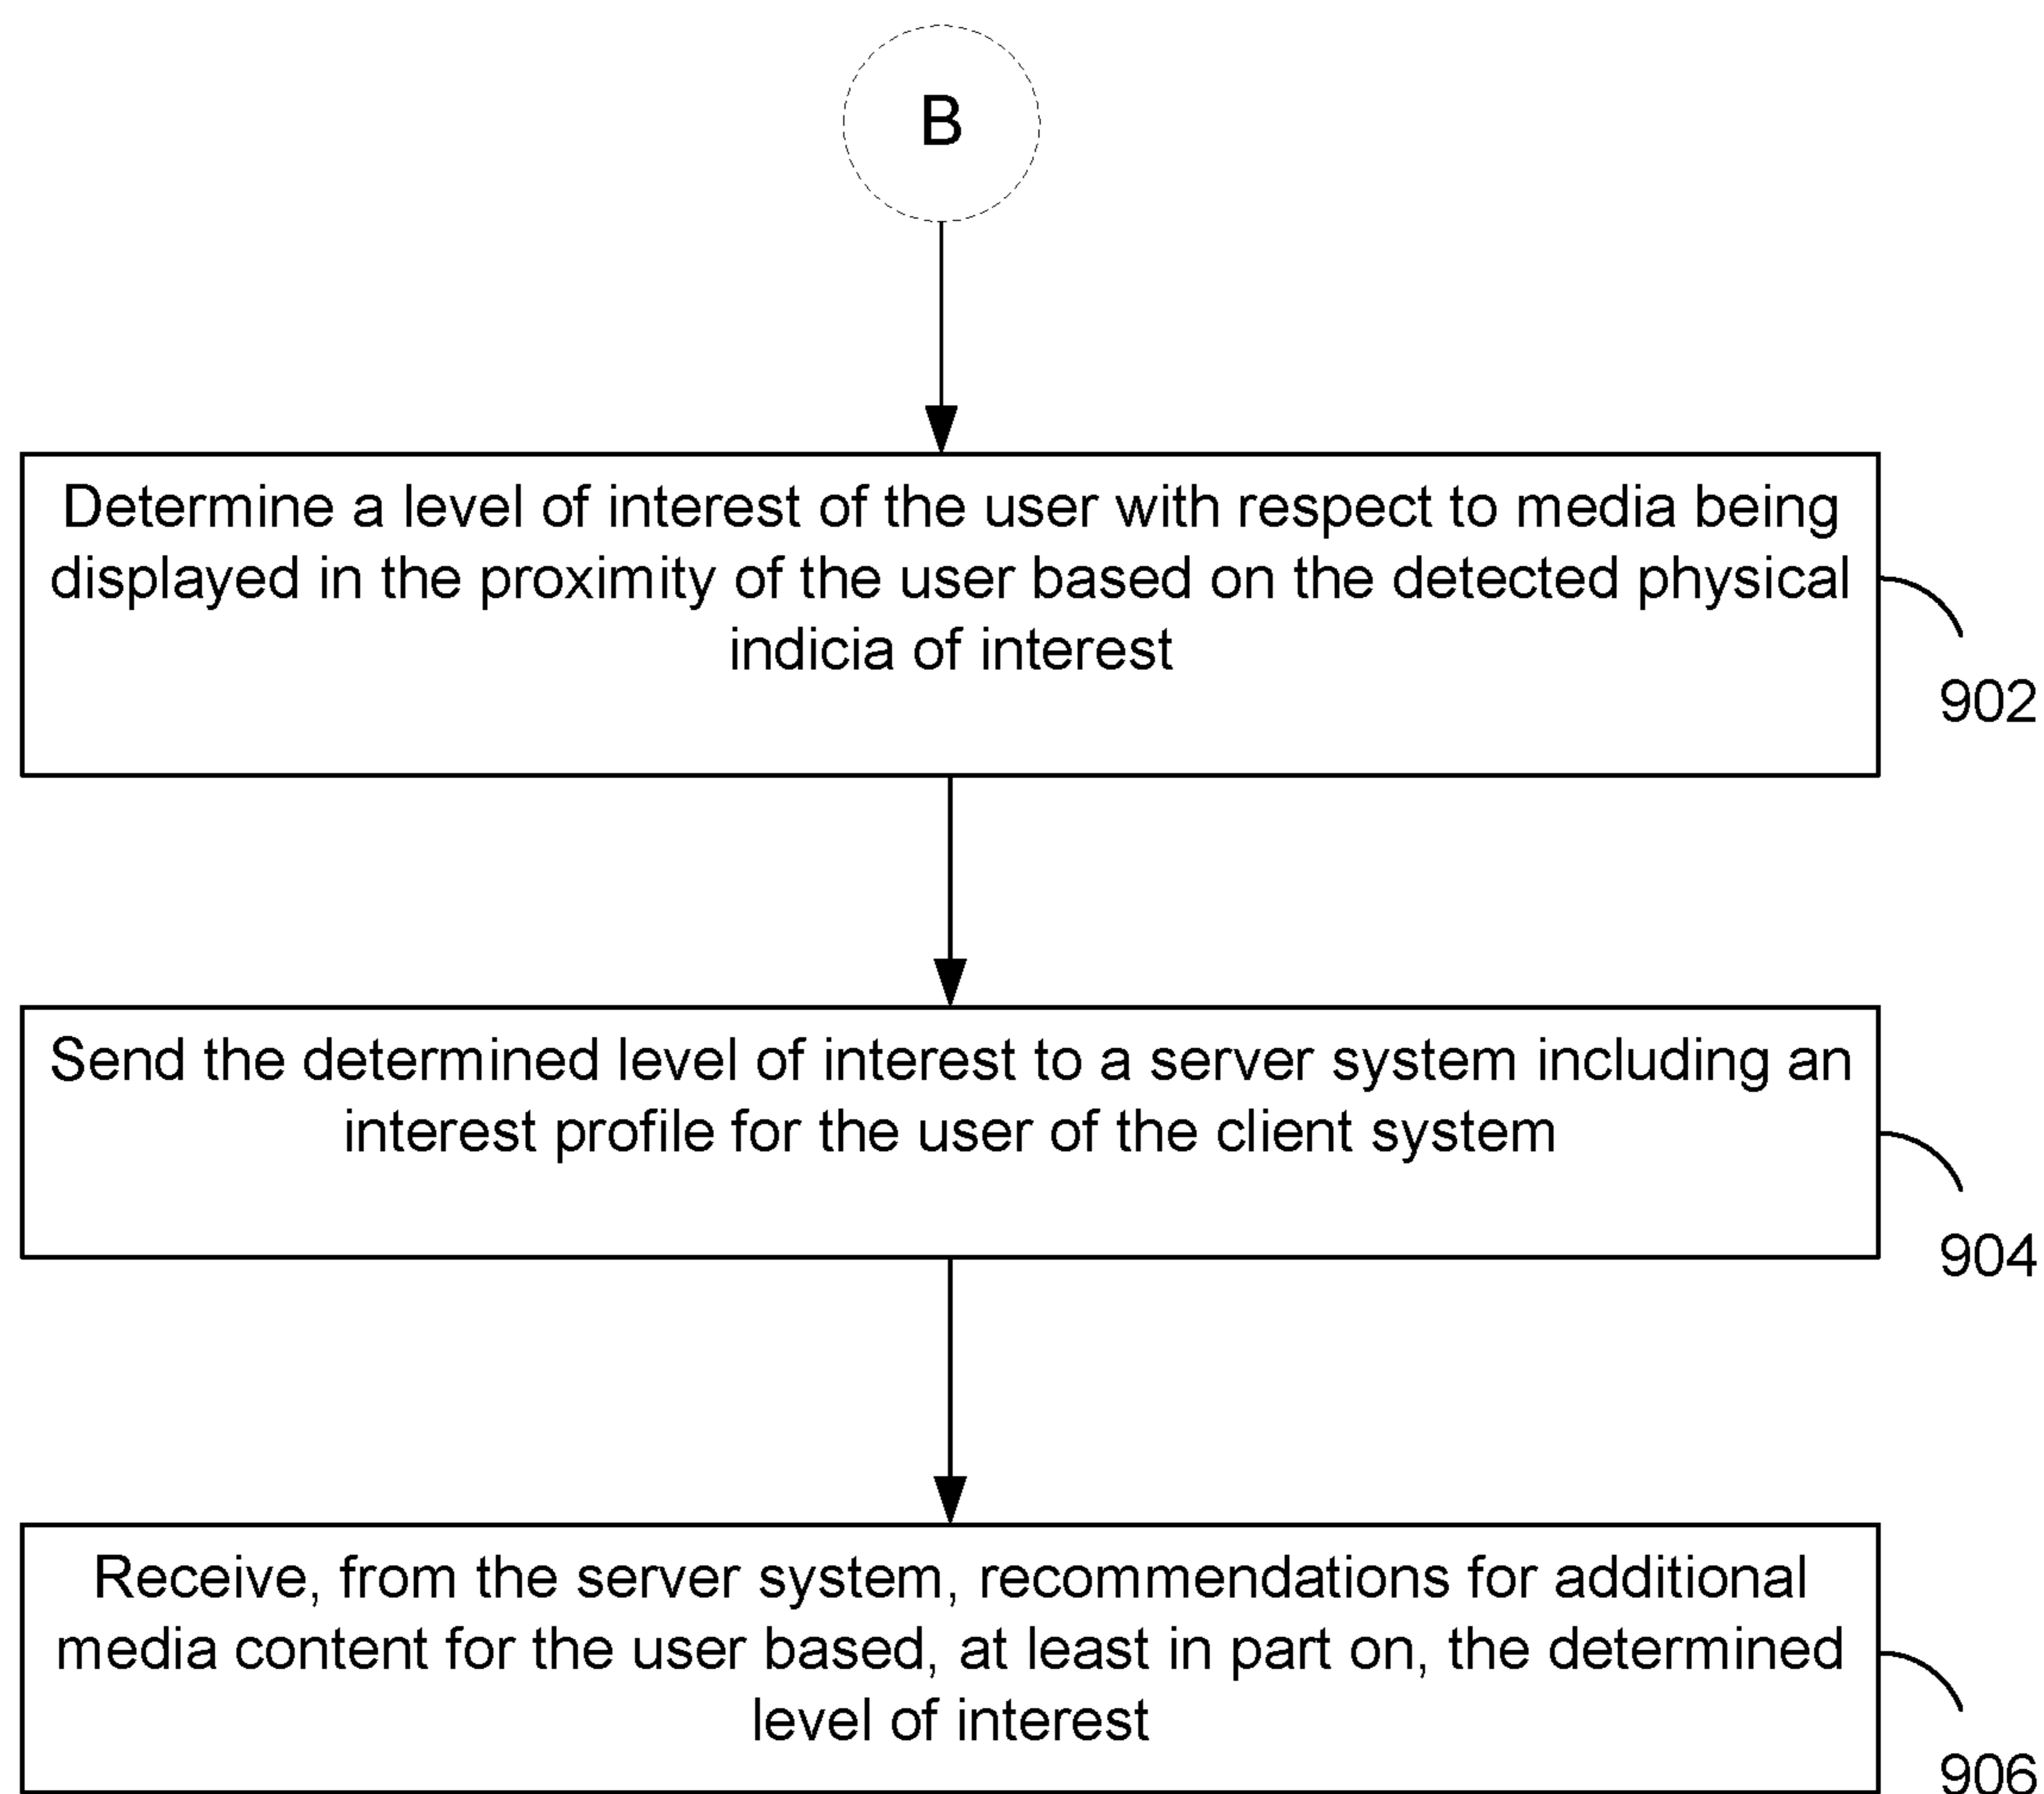 B
Determine a level of interest of the user with respect to media being
displayed in the proximity of the user based on the detected physical
indicia of interest
902
Send the determined level of interest to a server system including an
interest profile for the user of the client system
904
Receive, from the server system, recommendations for additional
media content for the user based, at least in part on, the determined
level of interest
906